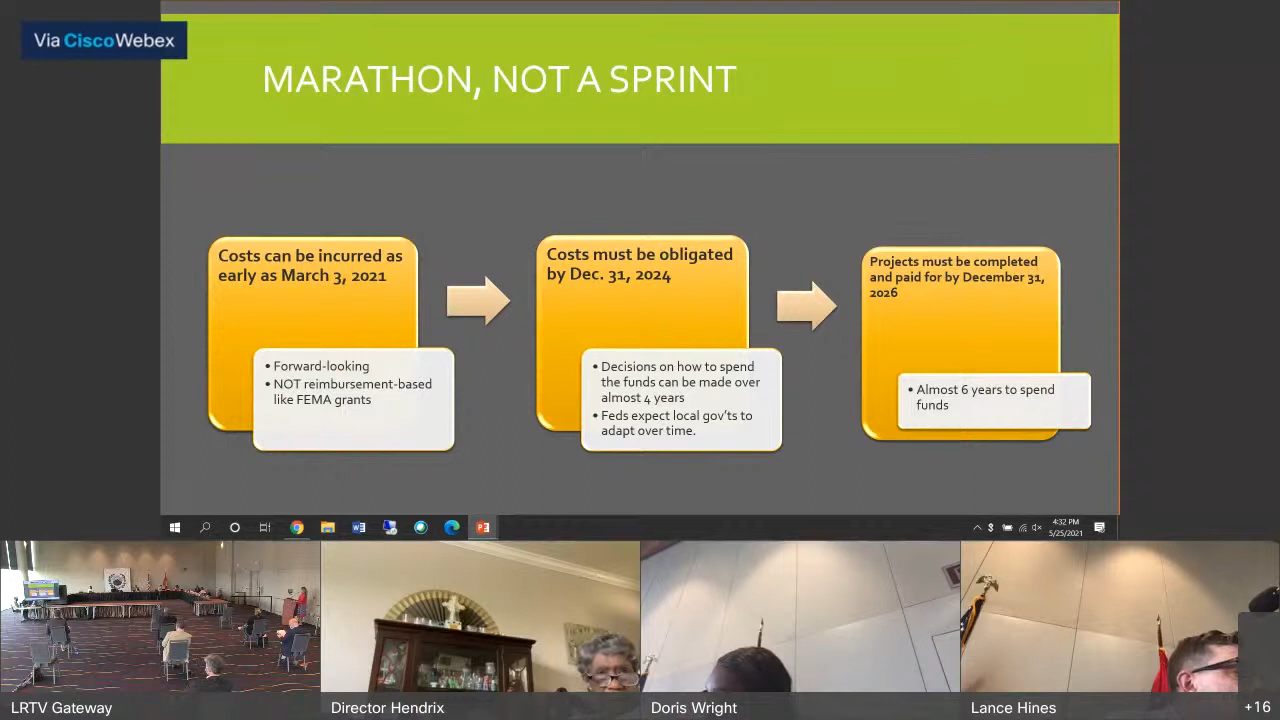 Via Cisco Webex
MARATHON, NOT A SPRINT
Costs can be incurred as
early as March 3, 2021
• Forward-looking
• NOT reimbursement-based
like FEMA grants
Costs must be obligated
by Dec. 31, 2024
• Decisions on how to spend
the funds can be made over
almost 4 years
• Feds expect local gov'ts to
adapt over time.
Projects must be completed
and paid for by December 31,
2026
• Almost 6 years to spend
funds
4:32 PM
5/25/2021
LRTV Gateway
Director Hendrix
Doris Wright
Lance Hines
+16